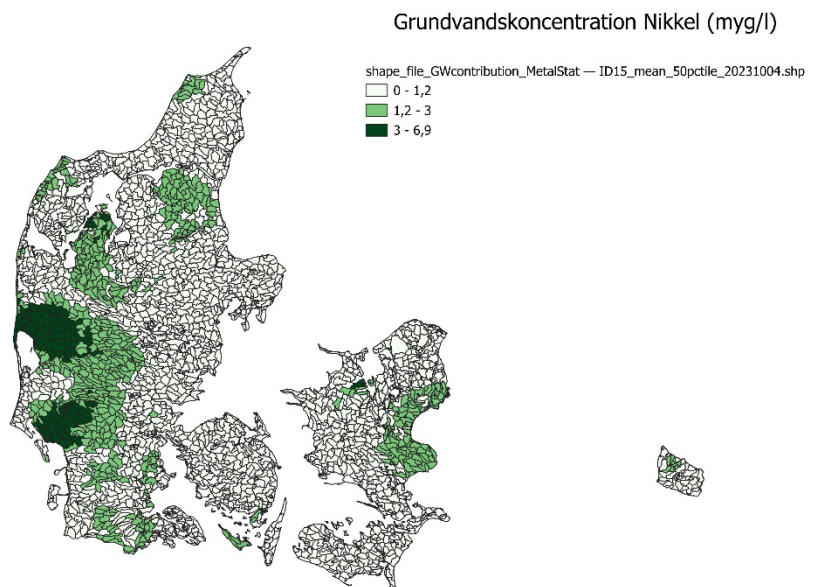 Grundvandskoncentration Nikkel (myg/l)
shape_file_GWcontribution_MetalStat — ID15_mean_50pctile_20231004.shp
0 - 1,2
1,2 - 3
3 - 6,9